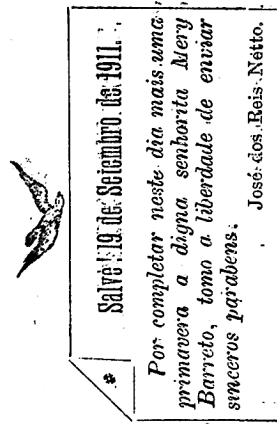 Salve! 19 de Setembro de 1911.
Por completar neste dia mais uma
primavera a digna senhorita Mery
Barreto, tomo a liberdade de enviar
sinceros parabens.
José dos Reis Netto.